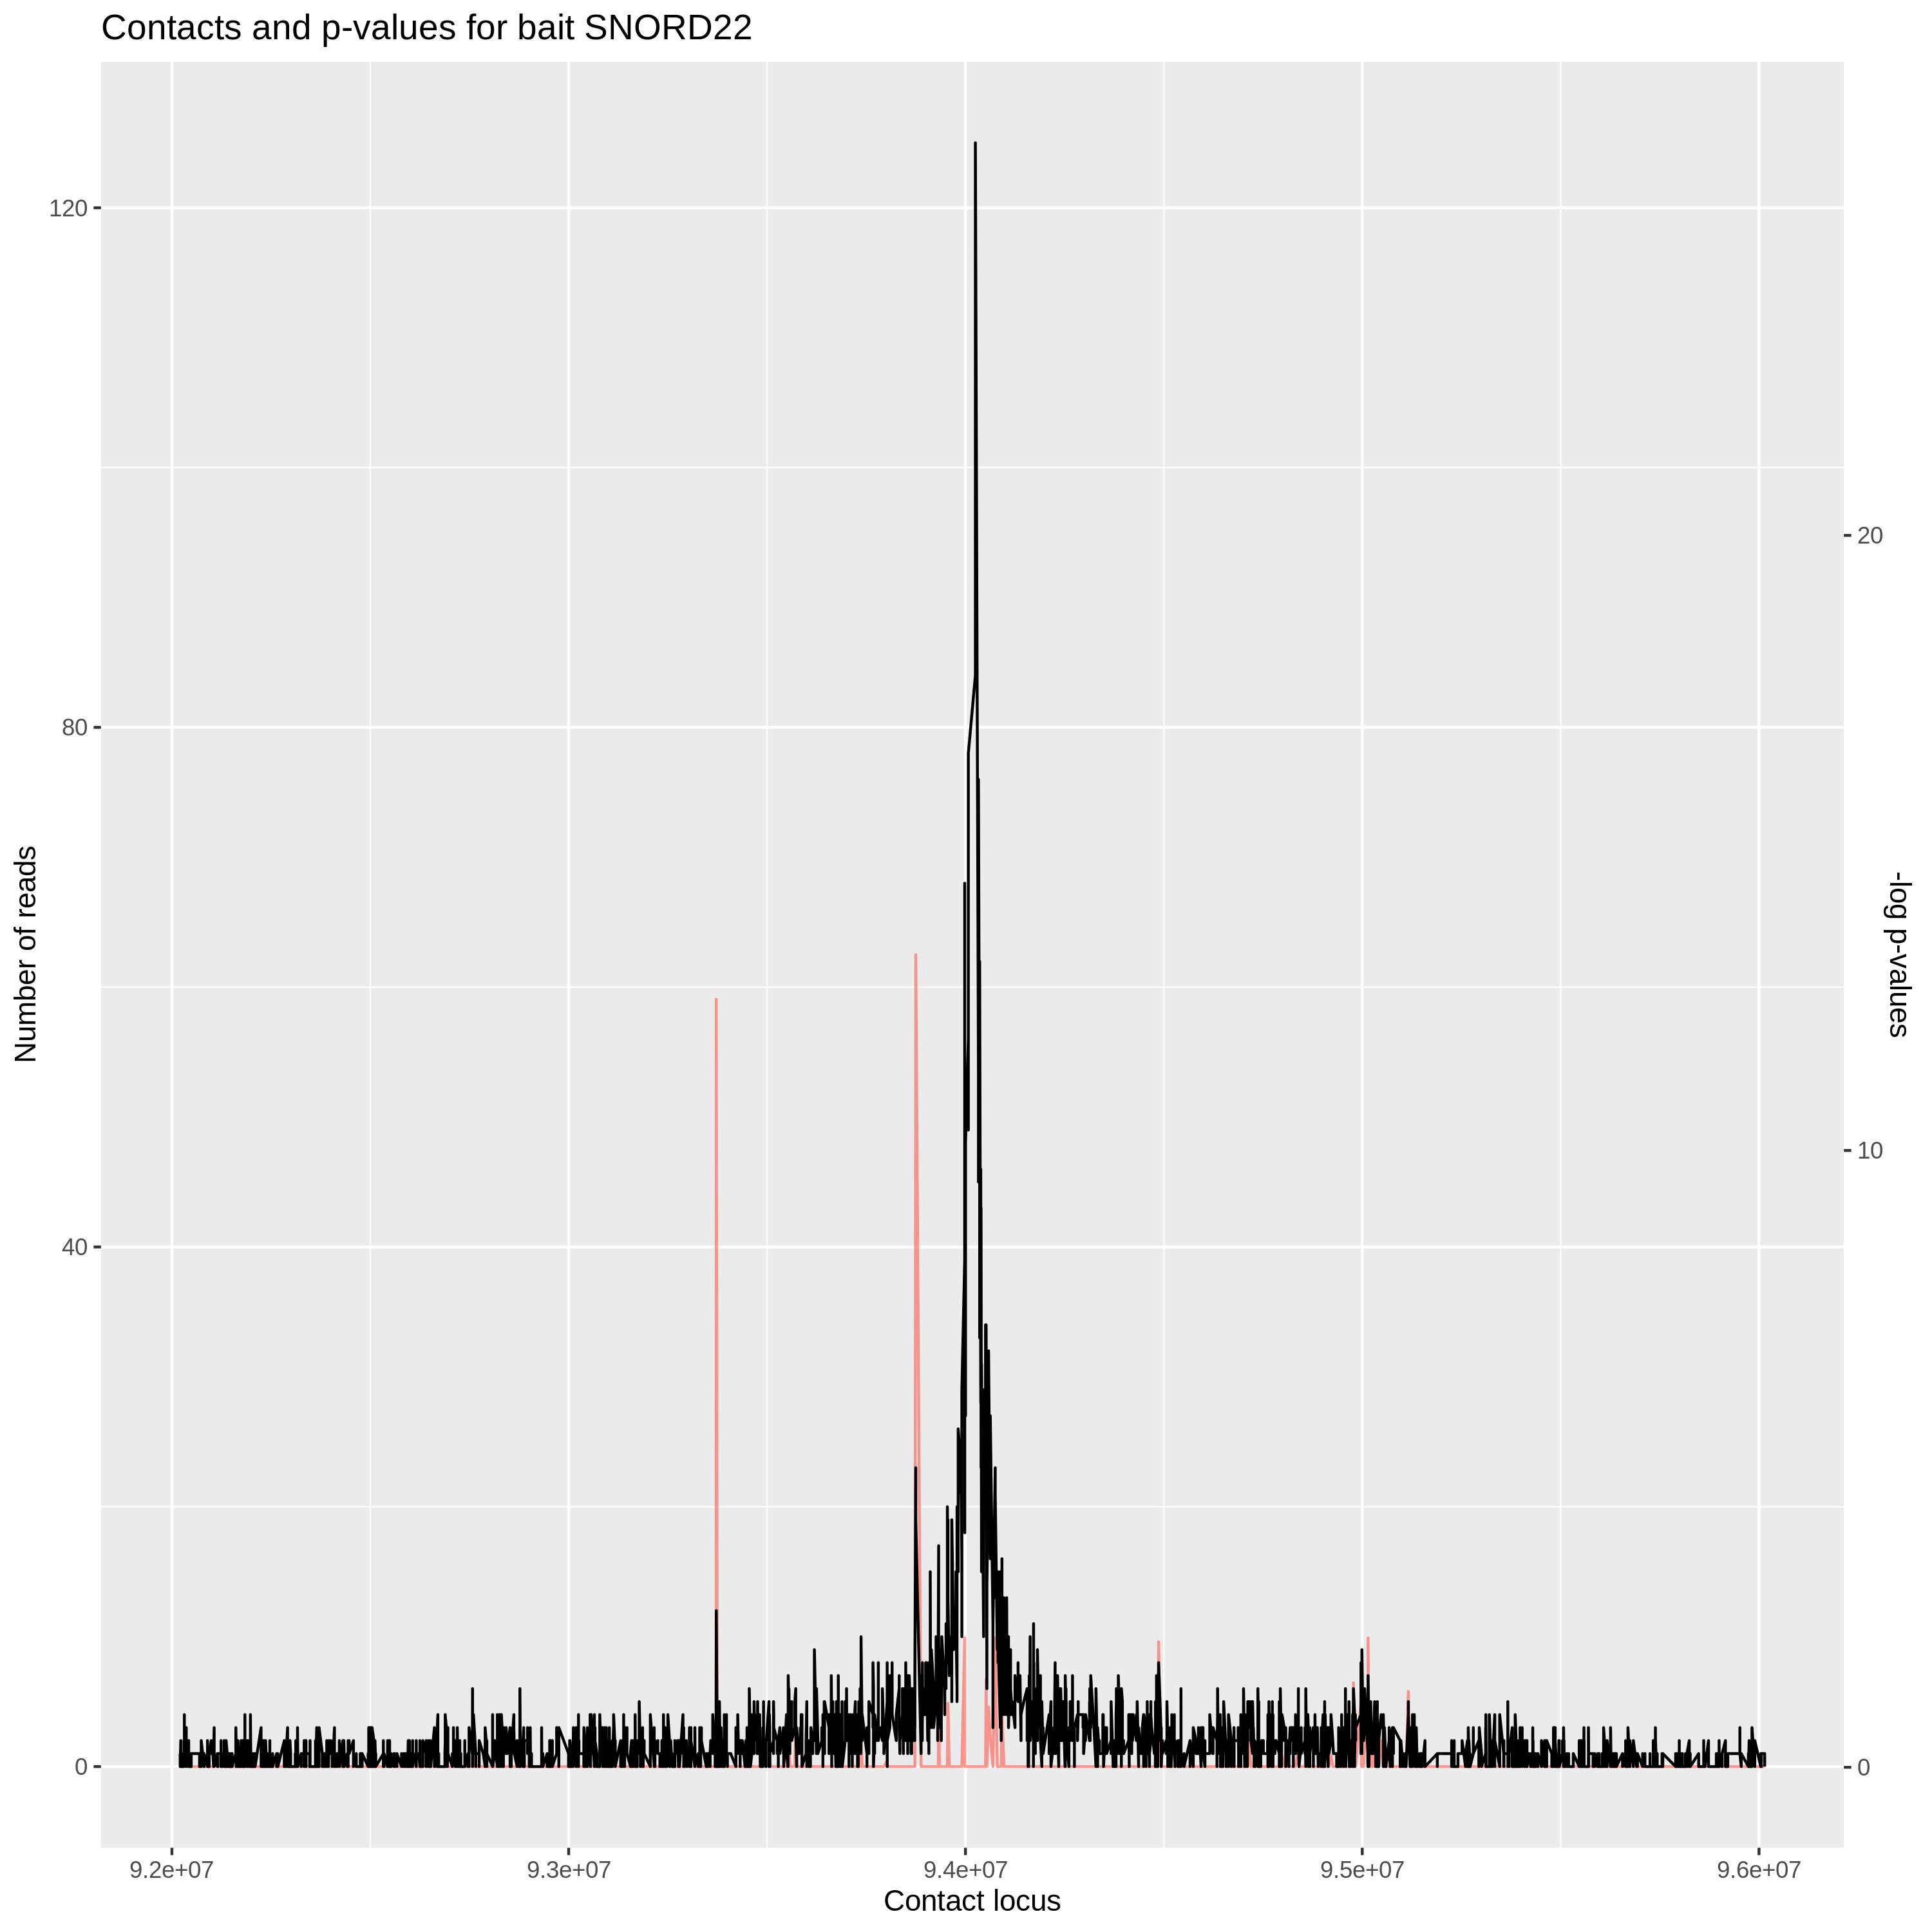 Contacts and p-values for bait SNORD22
120
80
40
0
20
10
0
Number of reads
-log p-values
9.2e+07 9.3e+07 9.4e+07 9.5e+07 9.6e+07
Contact locus